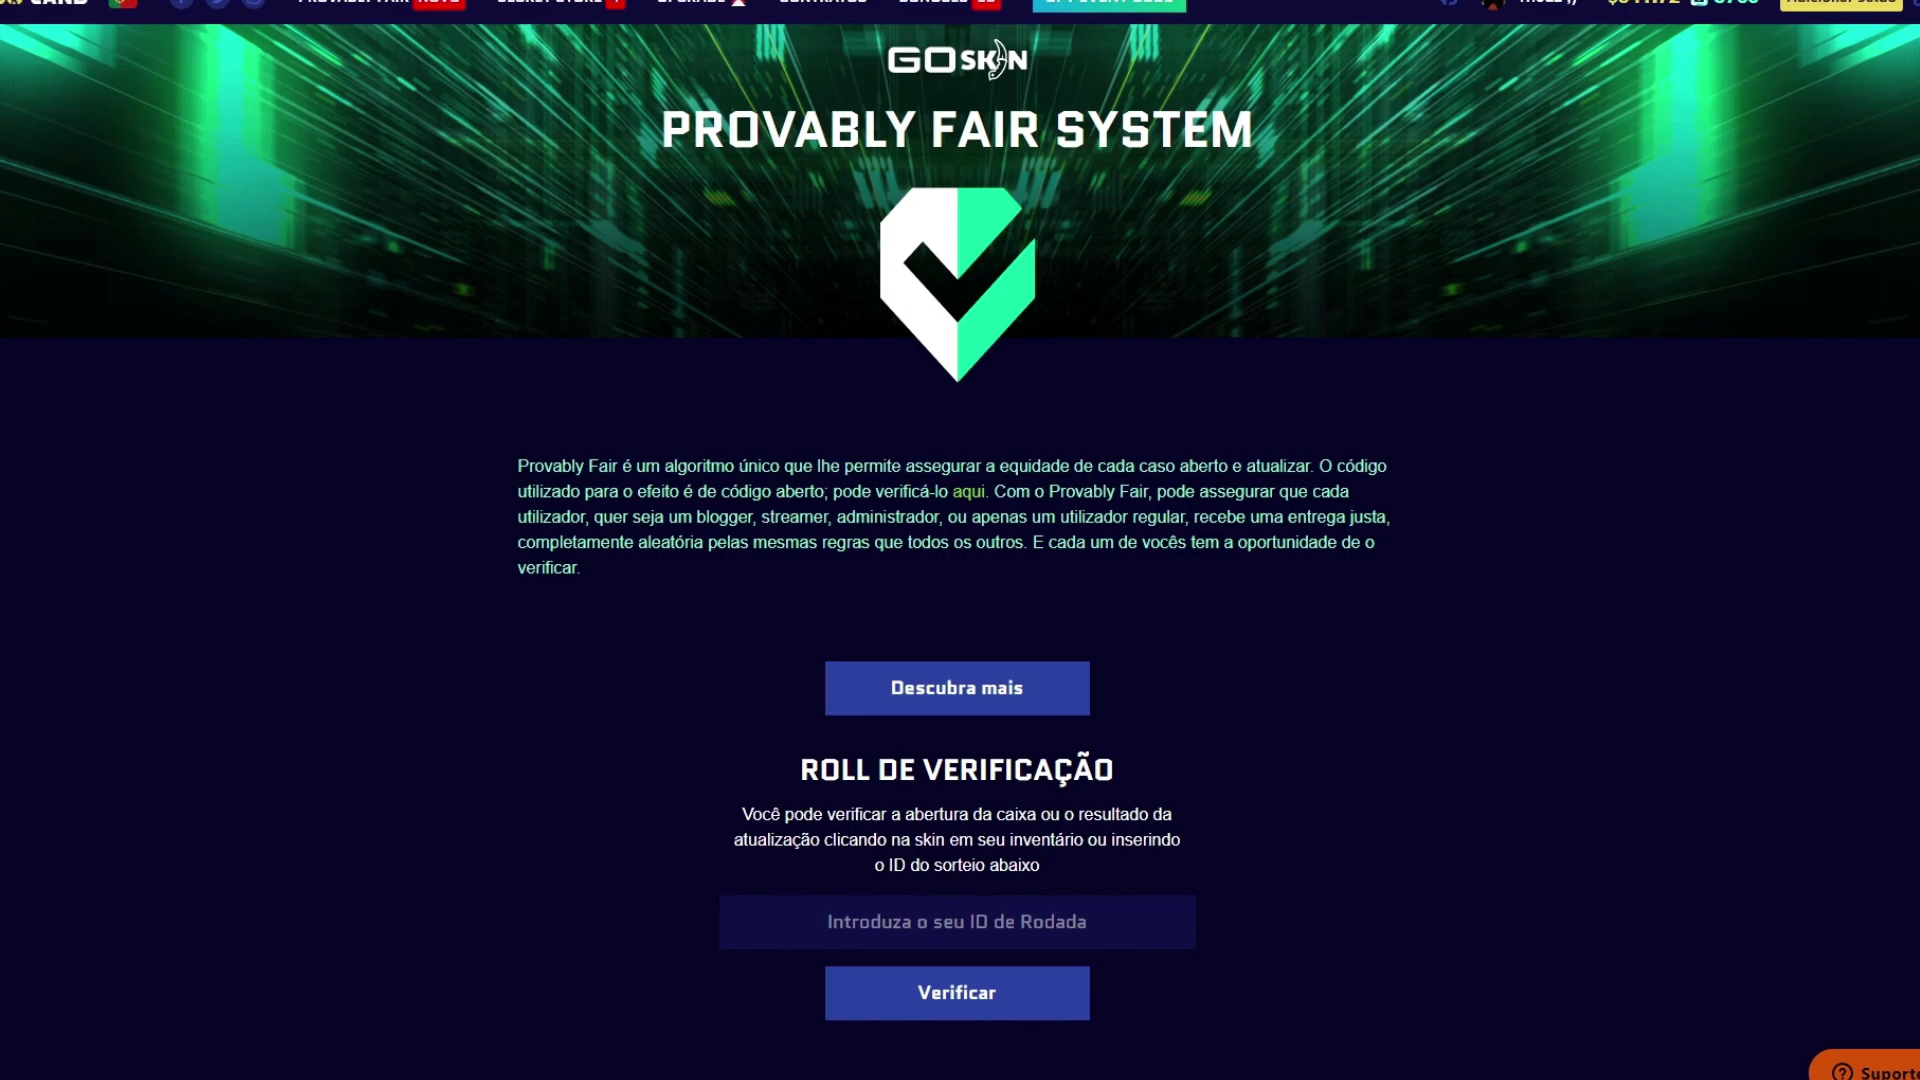 GO SKIN
PROVABLY FAIR SYSTEM
Provably Fair é um algoritmo único que lhe permite assegurar a equidade de cada caso aberto e atualizar. O código
utilizado para o efeito é de código aberto; pode verificá-lo aqui. Com o Provably Fair, pode assegurar que cada
utilizador, quer seja um blogger, streamer, administrador, ou apenas um utilizador regular, recebe uma entrega justa,
completamente aleatória pelas mesmas regras que todos os outros. E cada um de vocês tem a oportunidade de o
verificar.
Descubra mais
ROLL DE VERIFICAÇÃO
Você pode verificar a abertura da caixa ou o resultado da
atualização clicando na skin em seu inventário ou inserindo
o ID do sorteio abaixo
Introduza o seu ID de Rodada
Verificar
Suporte